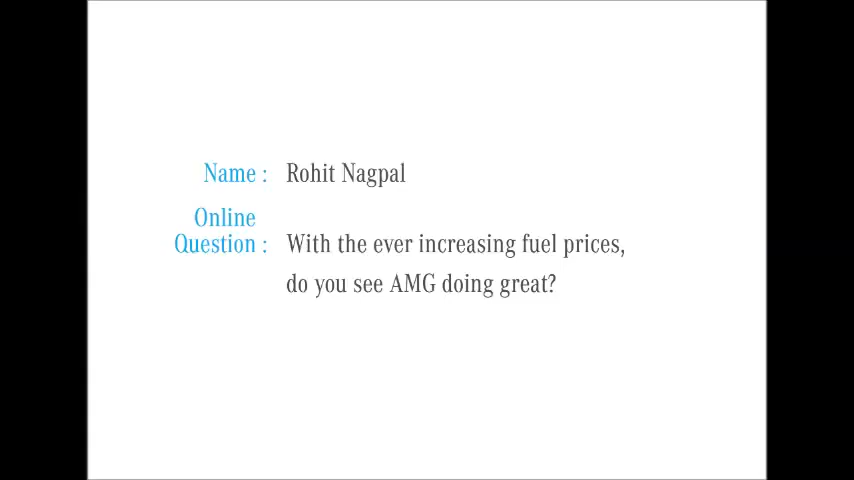 Name : Rohit Nagpal
Online
Question : With the ever increasing fuel prices,
do you see AMG doing great?